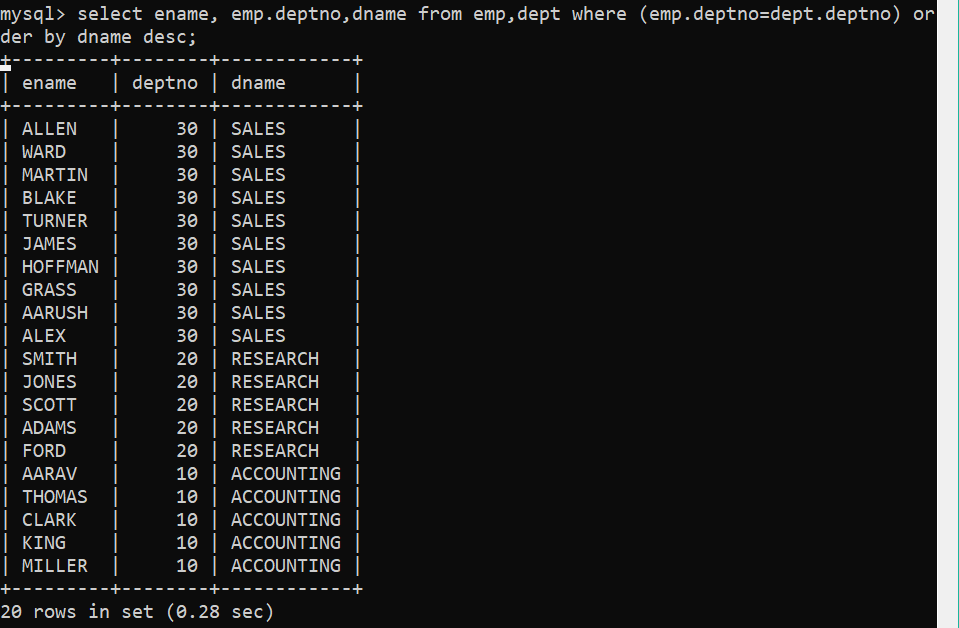 mysql> select ename, emp.deptno,dname from emp,dept where (emp.deptno=dept.deptno) or
der by dname desc;
+---------+--------+------------+
| ename   | deptno | dname      |
+---------+--------+------------+
| ALLEN   |     30 | SALES      |
| WARD    |     30 | SALES      |
| MARTIN  |     30 | SALES      |
| BLAKE   |     30 | SALES      |
| TURNER  |     30 | SALES      |
| JAMES   |     30 | SALES      |
| HOFFMAN |     30 | SALES      |
| GRASS   |     30 | SALES      |
| AARUSH  |     30 | SALES      |
| ALEX    |     30 | SALES      |
| SMITH   |     20 | RESEARCH   |
| JONES   |     20 | RESEARCH   |
| SCOTT   |     20 | RESEARCH   |
| ADAMS   |     20 | RESEARCH   |
| FORD    |     20 | RESEARCH   |
| AARAV   |     10 | ACCOUNTING |
| THOMAS  |     10 | ACCOUNTING |
| CLARK   |     10 | ACCOUNTING |
| KING    |     10 | ACCOUNTING |
| MILLER  |     10 | ACCOUNTING |
+---------+--------+------------+
20 rows in set (0.28 sec)